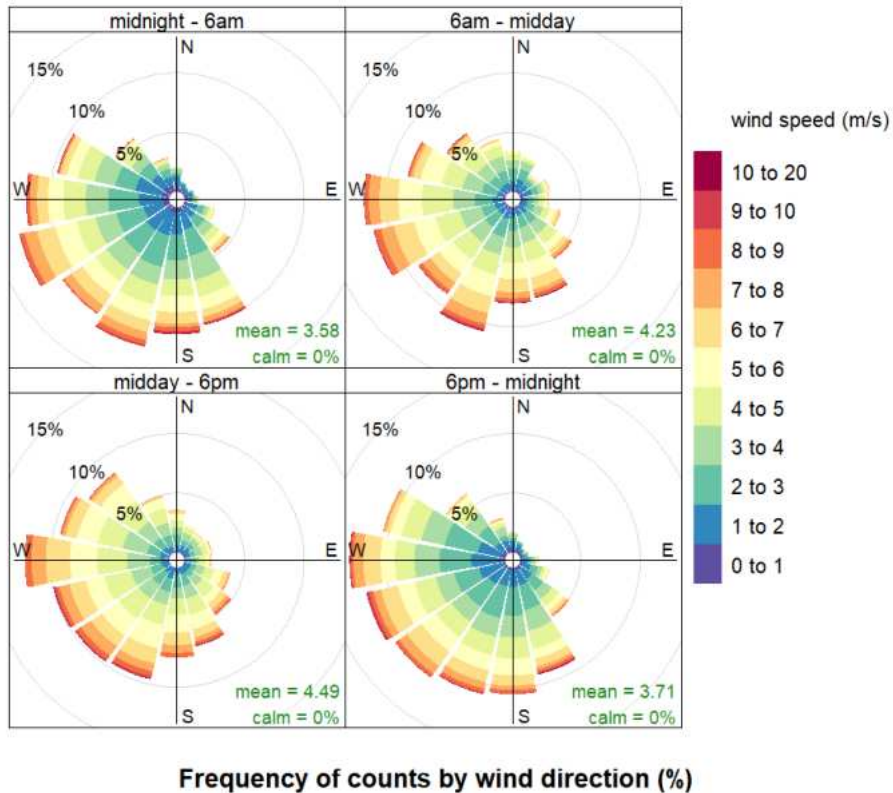 midnight - 6am
N
15%
10%
5%
W
E
S
mean = 3.58
calm = 0%
6am - midday
N
15%
10%
5%
W
E
S
mean = 4.23
calm = 0%
midday - 6pm
N
15%
10%
5%
W
E
S
mean = 4.49
calm = 0%
6pm - midnight
N
15%
10%
5%
W
E
S
mean = 3.71
calm = 0%
wind speed (m/s)
10 to 20
9 to 10
8 to 9
7 to 8
6 to 7
5 to 6
4 to 5
3 to 4
2 to 3
1 to 2
0 to 1
Frequency of counts by wind direction (%)